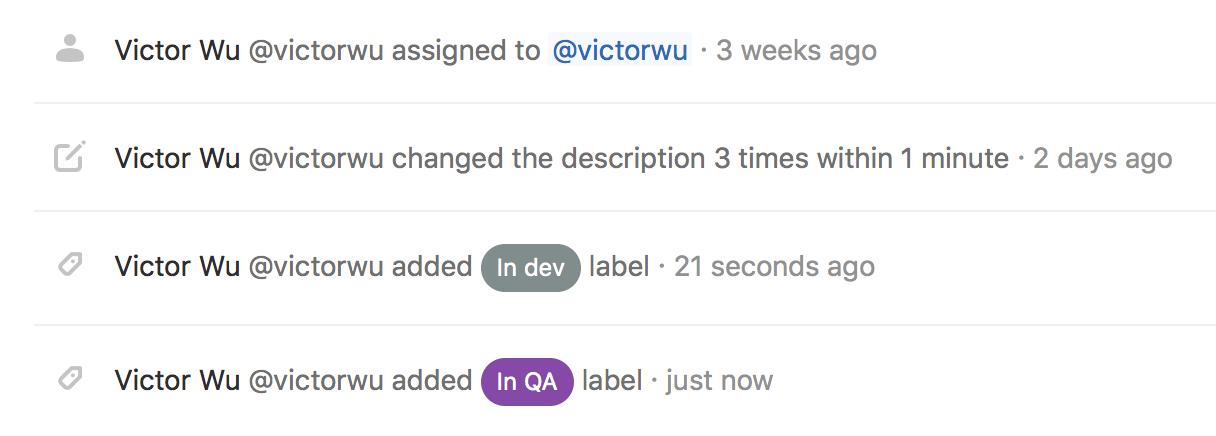 Victor Wu @victorwu assigned to @victorwu · 3 weeks ago
Victor Wu @victorwu changed the description 3 times within 1 minute · 2 days ago
Victor Wu @victorwu added In dev label · 21 seconds ago
Victor Wu @victorwu added In QA label · just now